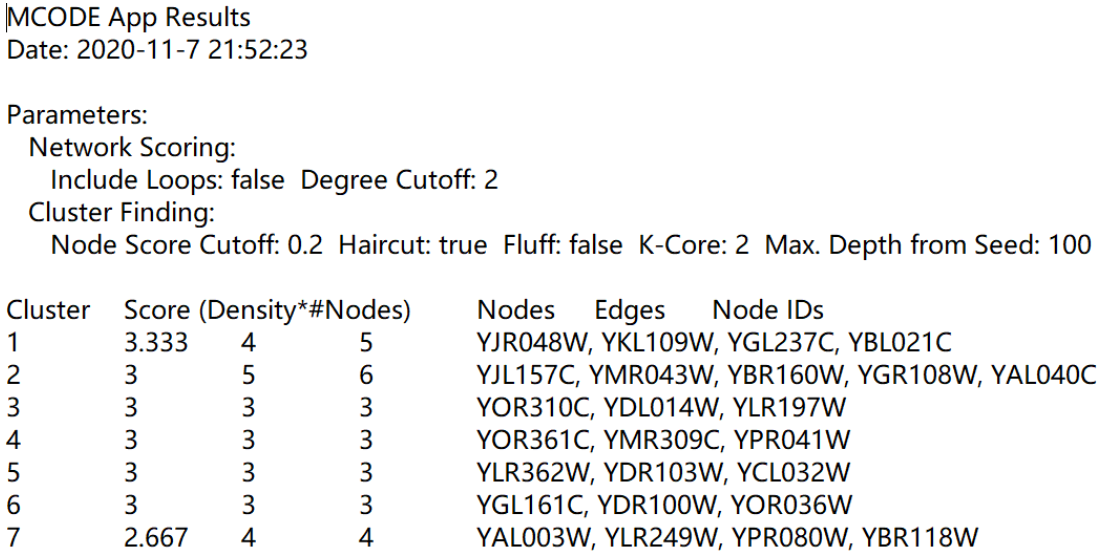 MCODE App Results
Date: 2020-11-7 21:52:23
Parameters:
Network Scoring:
Include Loops: false  Degree Cutoff: 2
Cluster Finding:
Node Score Cutoff: 0.2  Haircut: true  Fluff: false  K-Core: 2  Max. Depth from Seed: 100
Cluster Score (Density*#Nodes) Nodes Edges Node IDs
1 3.333 4 5 YJR048W, YKL109W, YGL237C, YBL021C
2 3 5 6 YJL157C, YMR043W, YBR160W, YGR108W, YAL040C
3 3 3 3 YOR310C, YDL014W, YLR197W
4 3 3 3 YOR361C, YMR309C, YPR041W
5 3 3 3 YLR362W, YDR103W, YCL032W
6 3 3 3 YGL161C, YDR100W, YOR036W
7 2.667 4 4 YAL003W, YLR249W, YPR080W, YBR118W